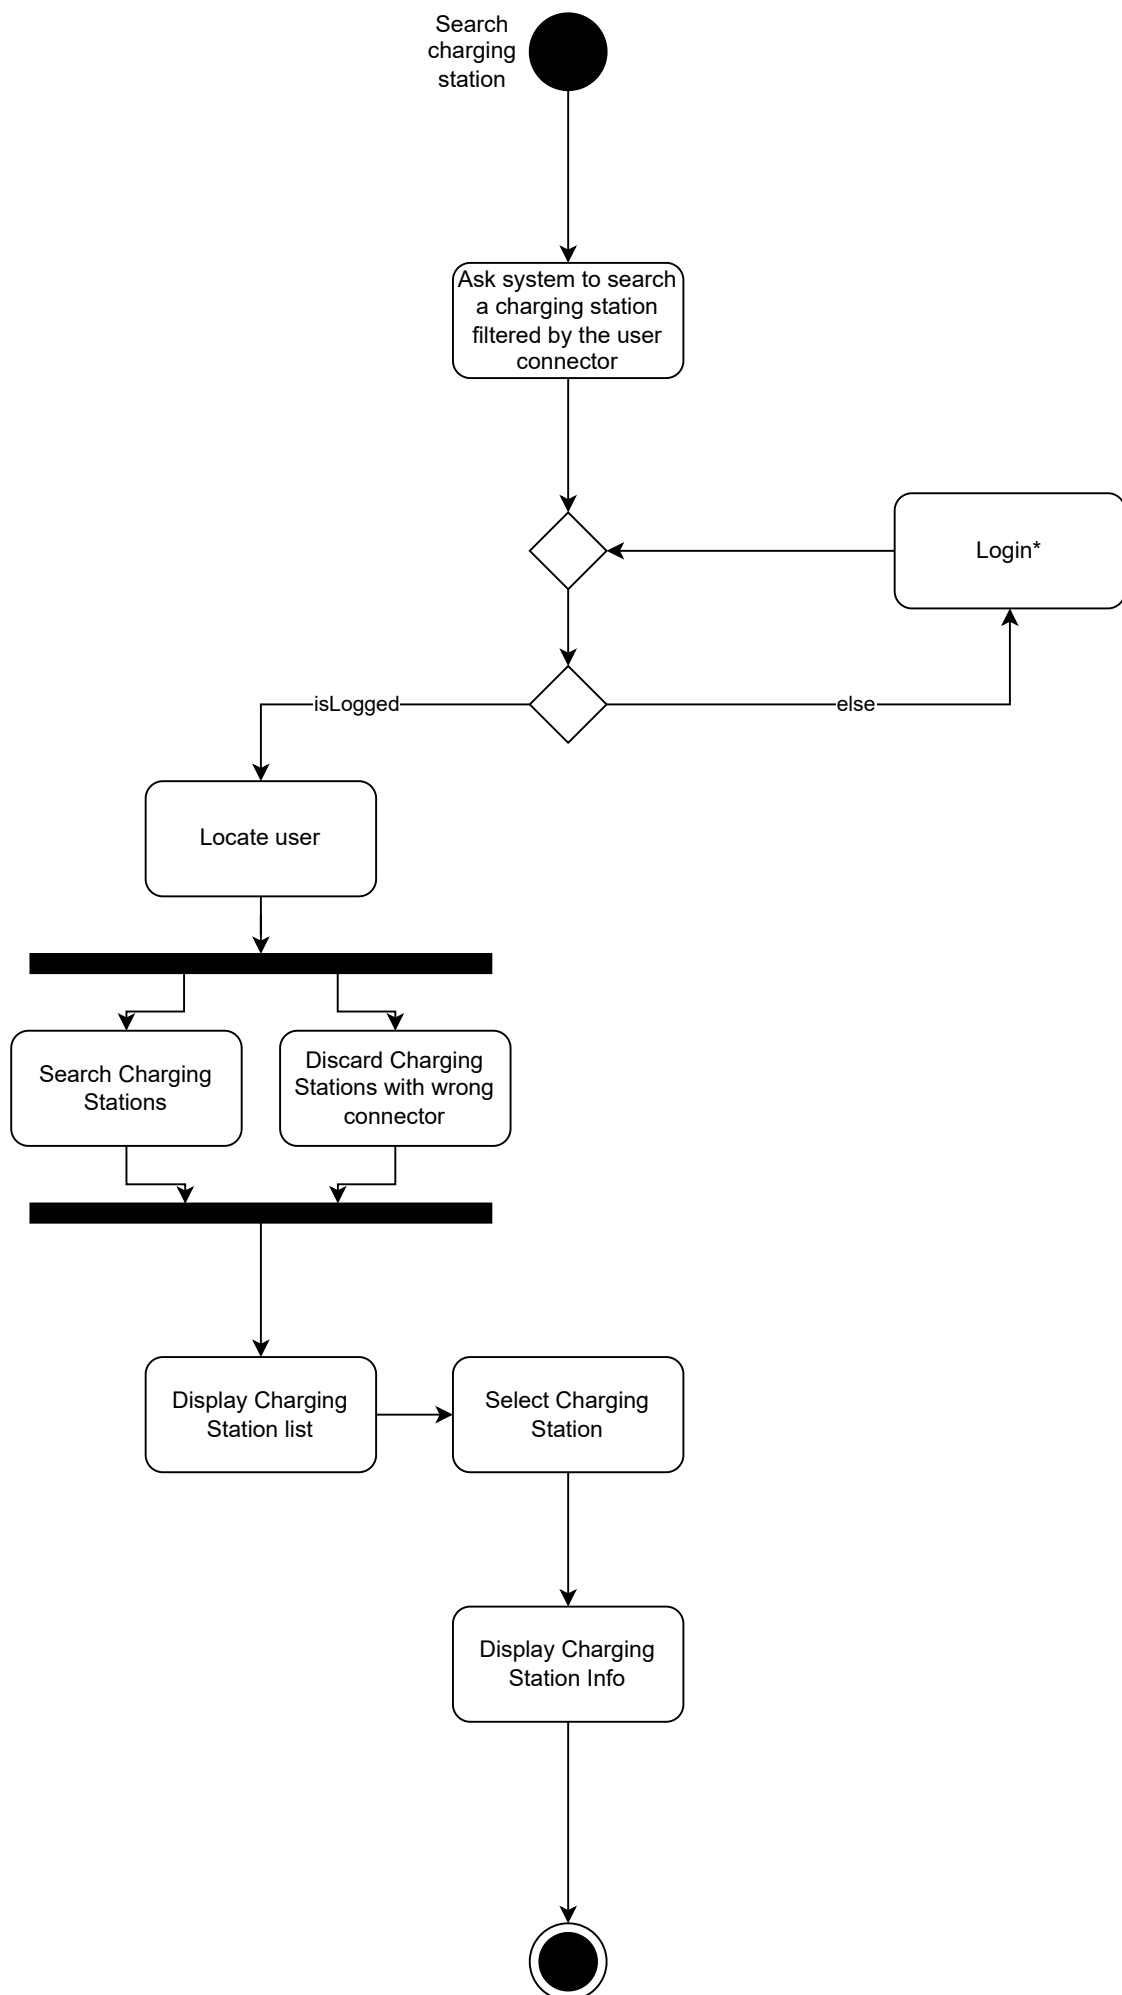 Search
charging
station
Ask system to search
a charging station
filtered by the user
connector
Login*
isLogged
else
Locate user
Search Charging
Stations
Discard Charging
Stations with wrong
connector
Display Charging
Station list
Select Charging
Station
Display Charging
Station Info